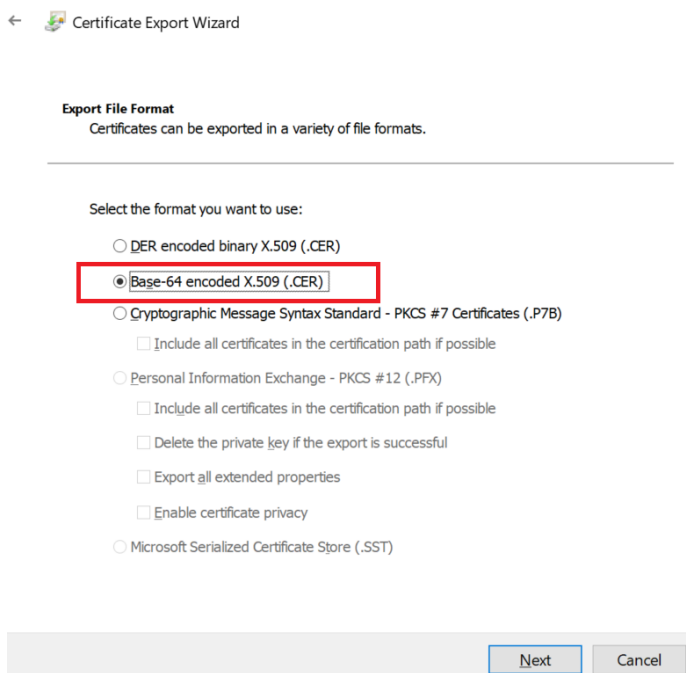 Certificate Export Wizard
Export File Format
Certificates can be exported in a variety of file formats.
Select the format you want to use:
DER encoded binary X.509 (.CER)
Base-64 encoded X.509 (.CER)
Cryptographic Message Syntax Standard - PKCS #7 Certificates (.P7B)
Include all certificates in the certification path if possible
Personal Information Exchange - PKCS #12 (.PFX)
Include all certificates in the certification path if possible
Delete the private key if the export is successful
Export all extended properties
Enable certificate privacy
Microsoft Serialized Certificate Store (.SST)
Next Cancel